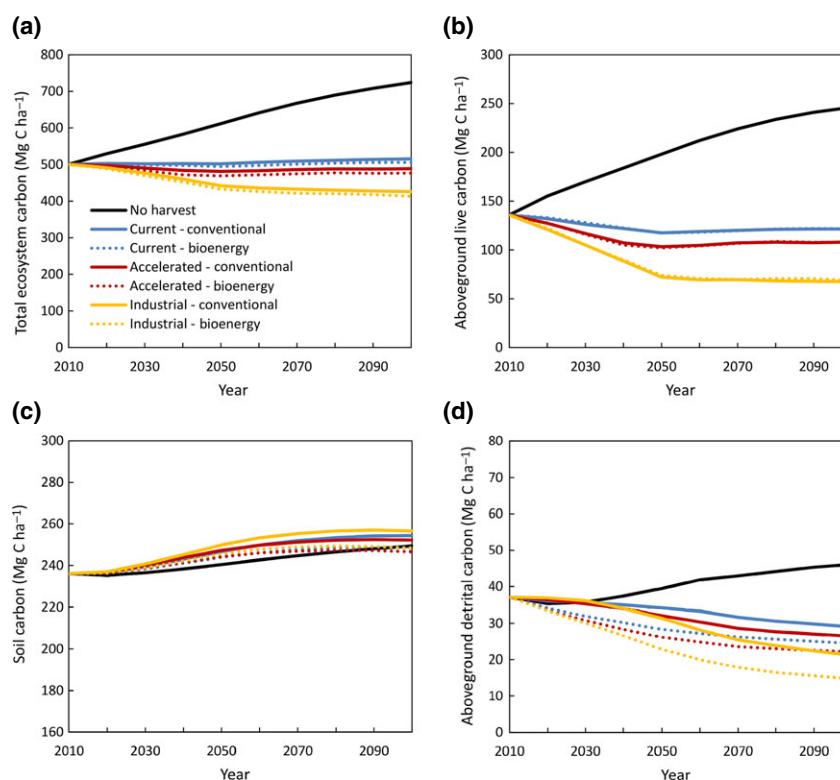 (a)
Total ecosystem carbon (Mg C ha⁻¹)
800
700
600
500
400
300
200
100
0
No harvest
Current - conventional
Current - bioenergy
Accelerated - conventional
Accelerated - bioenergy
Industrial - conventional
Industrial - bioenergy
2010 2030 2050 2070 2090
Year
(b)
Aboveground live carbon (Mg C ha⁻¹)
300
250
200
150
100
50
0
2010 2030 2050 2070 2090
Year
(c)
Soil carbon (Mg C ha⁻¹)
300
280
260
240
220
200
180
160
2010 2030 2050 2070 2090
Year
(d)
Aboveground detrital carbon (Mg C ha⁻¹)
80
70
60
50
40
30
20
10
0
2010 2030 2050 2070 2090
Year